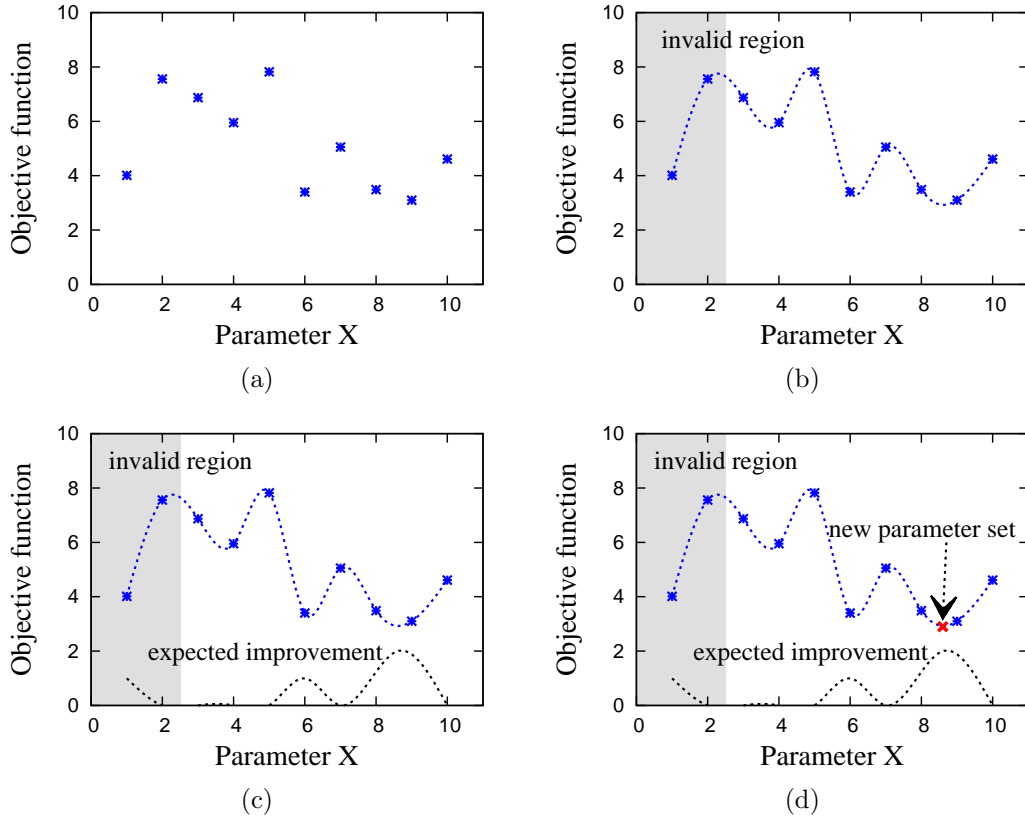 10
8
6
4
2
0
0 2 4 6 8 10
Objective function
Parameter X
(a)
invalid region
10
8
6
4
2
0
0 2 4 6 8 10
Objective function
Parameter X
(b)
invalid region
expected improvement
10
8
6
4
2
0
0 2 4 6 8 10
Objective function
Parameter X
(c)
invalid region
new parameter set
expected improvement
10
8
6
4
2
0
0 2 4 6 8 10
Objective function
Parameter X
(d)